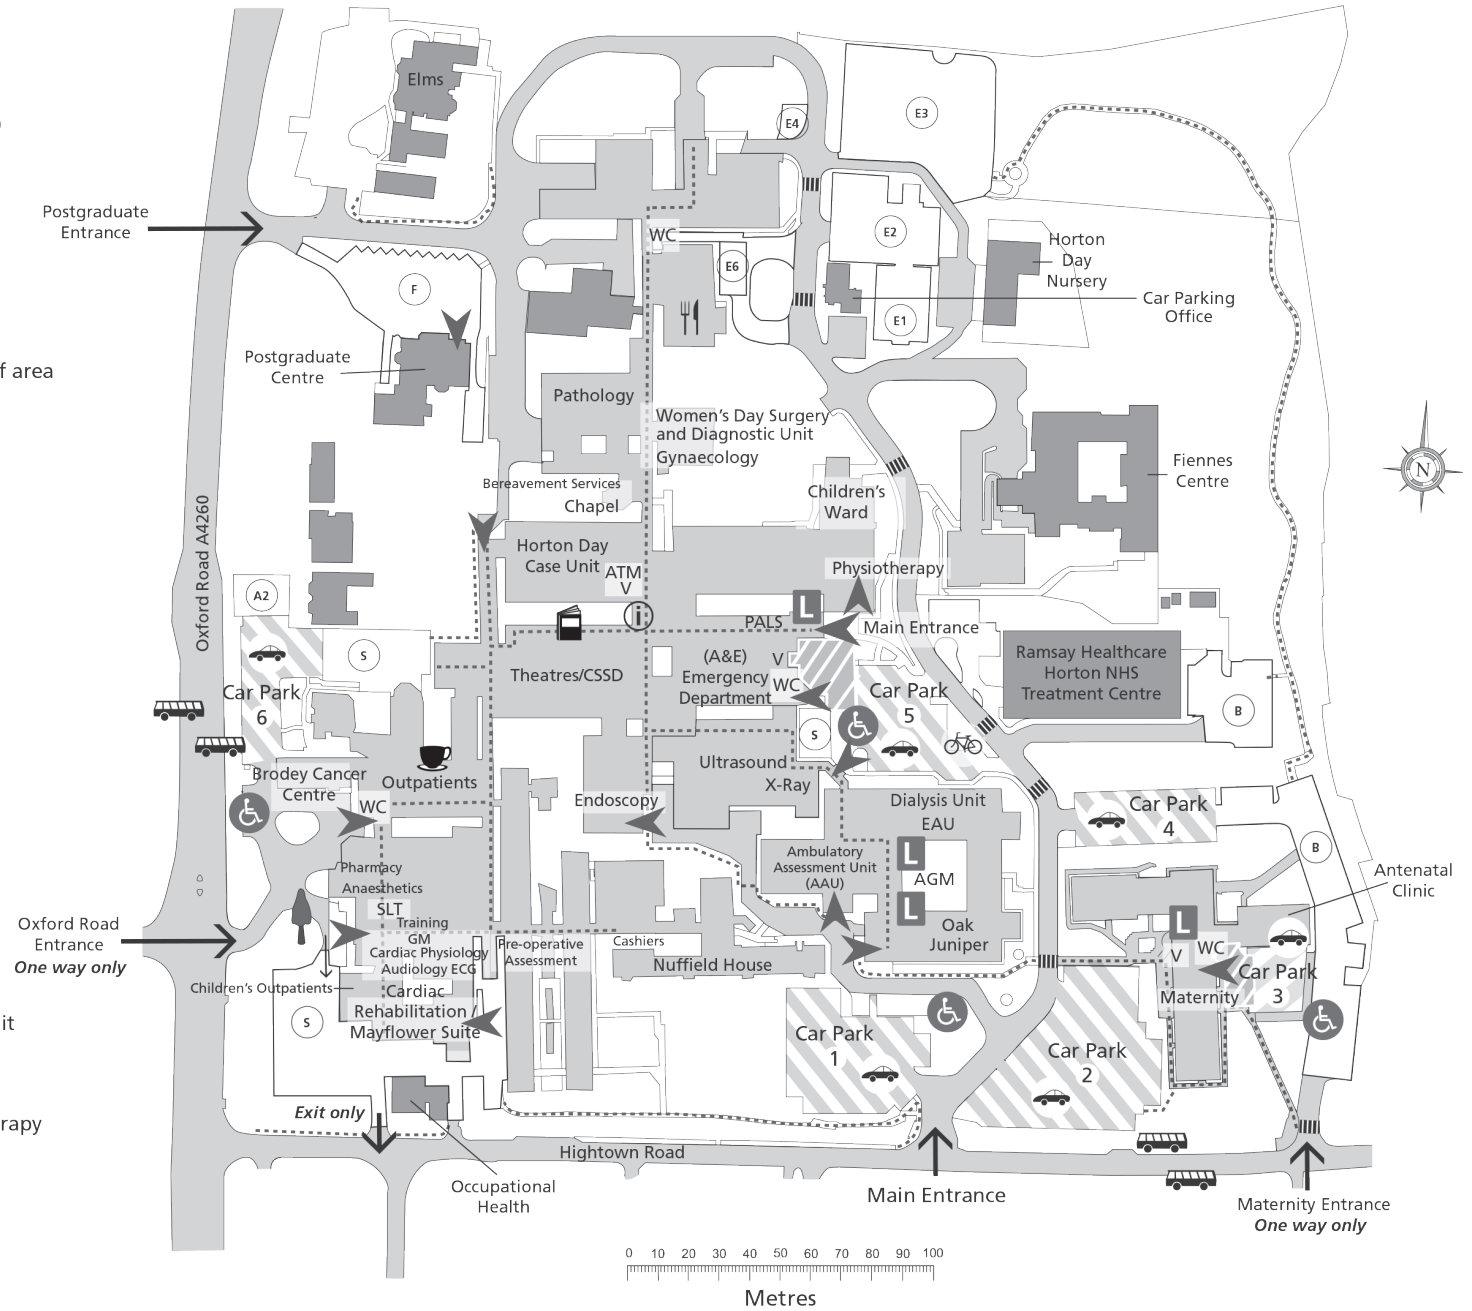 Elms
E4
E3
Postgraduate
Entrance
WC
E2
E6
Horton
Day
Nursery
F
Car Parking
Office
E1
Postgraduate
Centre
f area
Pathology
Women's Day Surgery
and Diagnostic Unit
Gynaecology
Fiennes
Centre
N
Bereavement Services
Chapel
Children's
Ward
Oxford Road A4260
Horton Day
Case Unit
ATM
V
Physiotherapy
A2
i
L
PALS
Main Entrance
S
Theatres/CSSD
(A&E)
Emergency
Department
V
WC
Ramsay Healthcare
Horton NHS
Treatment Centre
Car Park
6
Car Park
5
S
B
Brodey Cancer
Centre
WC
Outpatients
Ultrasound
X-Ray
Endoscopy
Dialysis Unit
EAU
Car Park
4
B
Pharmacy
Anaesthetics
SLT
Training
GM
Cardiac Physiology
Audiology ECG
Ambulatory
Assessment Unit
(AAU)
L
AGM
L
Oak
Juniper
Antenatal
Clinic
L
WC
V
Oxford Road
Entrance
One way only
Pre-operative
Assessment
Cashiers
Nuffield House
Car Park
3
Maternity
Children's Outpatients
Cardiac
Rehabilitation /
Mayflower Suite
S
it
Car Park
1
Car Park
2
Exit only
rapy
Hightown Road
Occupational
Health
Main Entrance
Maternity Entrance
One way only
0 10 20 30 40 50 60 70 80 90 100
Metres